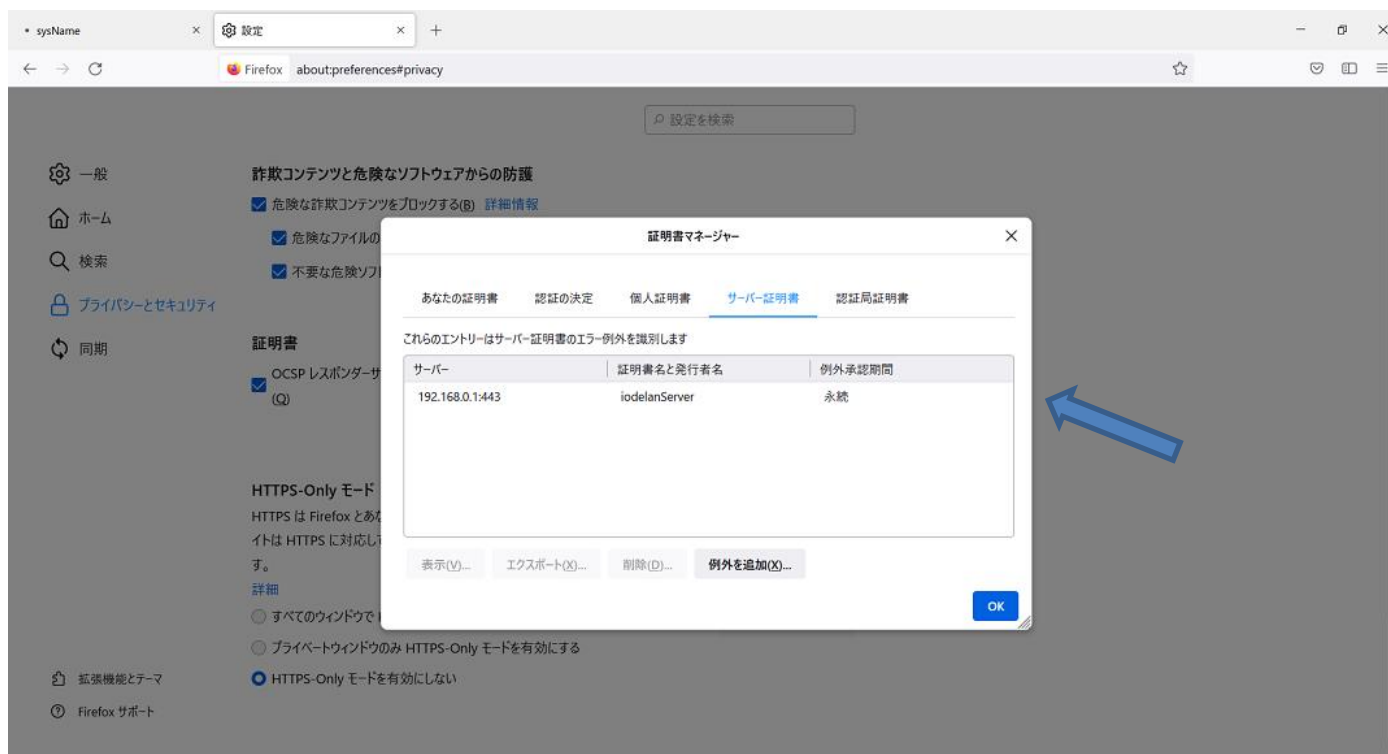 sysName
設定
Firefox about:preferences#privacy
設定を検索
一般
ホーム
検索
プライバシーとセキュリティ
同期
拡張機能とテーマ
Firefox サポート
詐欺コンテンツと危険なソフトウェアからの防護
危険な詐欺コンテンツをブロックする(B) 詳細情報
危険なファイルの
不要な危険ソフ
証明書
OCSP レスポンダーサ
(Q)
HTTPS-Only モード
HTTPS は Firefox とあな
イトは HTTPS に対応し
す。
詳細
すべてのウィンドウで
プライベートウィンドウのみ HTTPS-Only モードを有効にする
HTTPS-Only モードを有効にしない
証明書マネージャー
あなたの証明書 認証の決定 個人証明書 サーバー証明書 認証局証明書
これらのエントリーはサーバー証明書のエラー例外を識別します
サーバー 証明書名と発行者名 例外承認期間
192.168.0.1:443 iodelanServer 永続
表示(V)... エクスポート(X)... 削除(D)... 例外を追加(X)...
OK